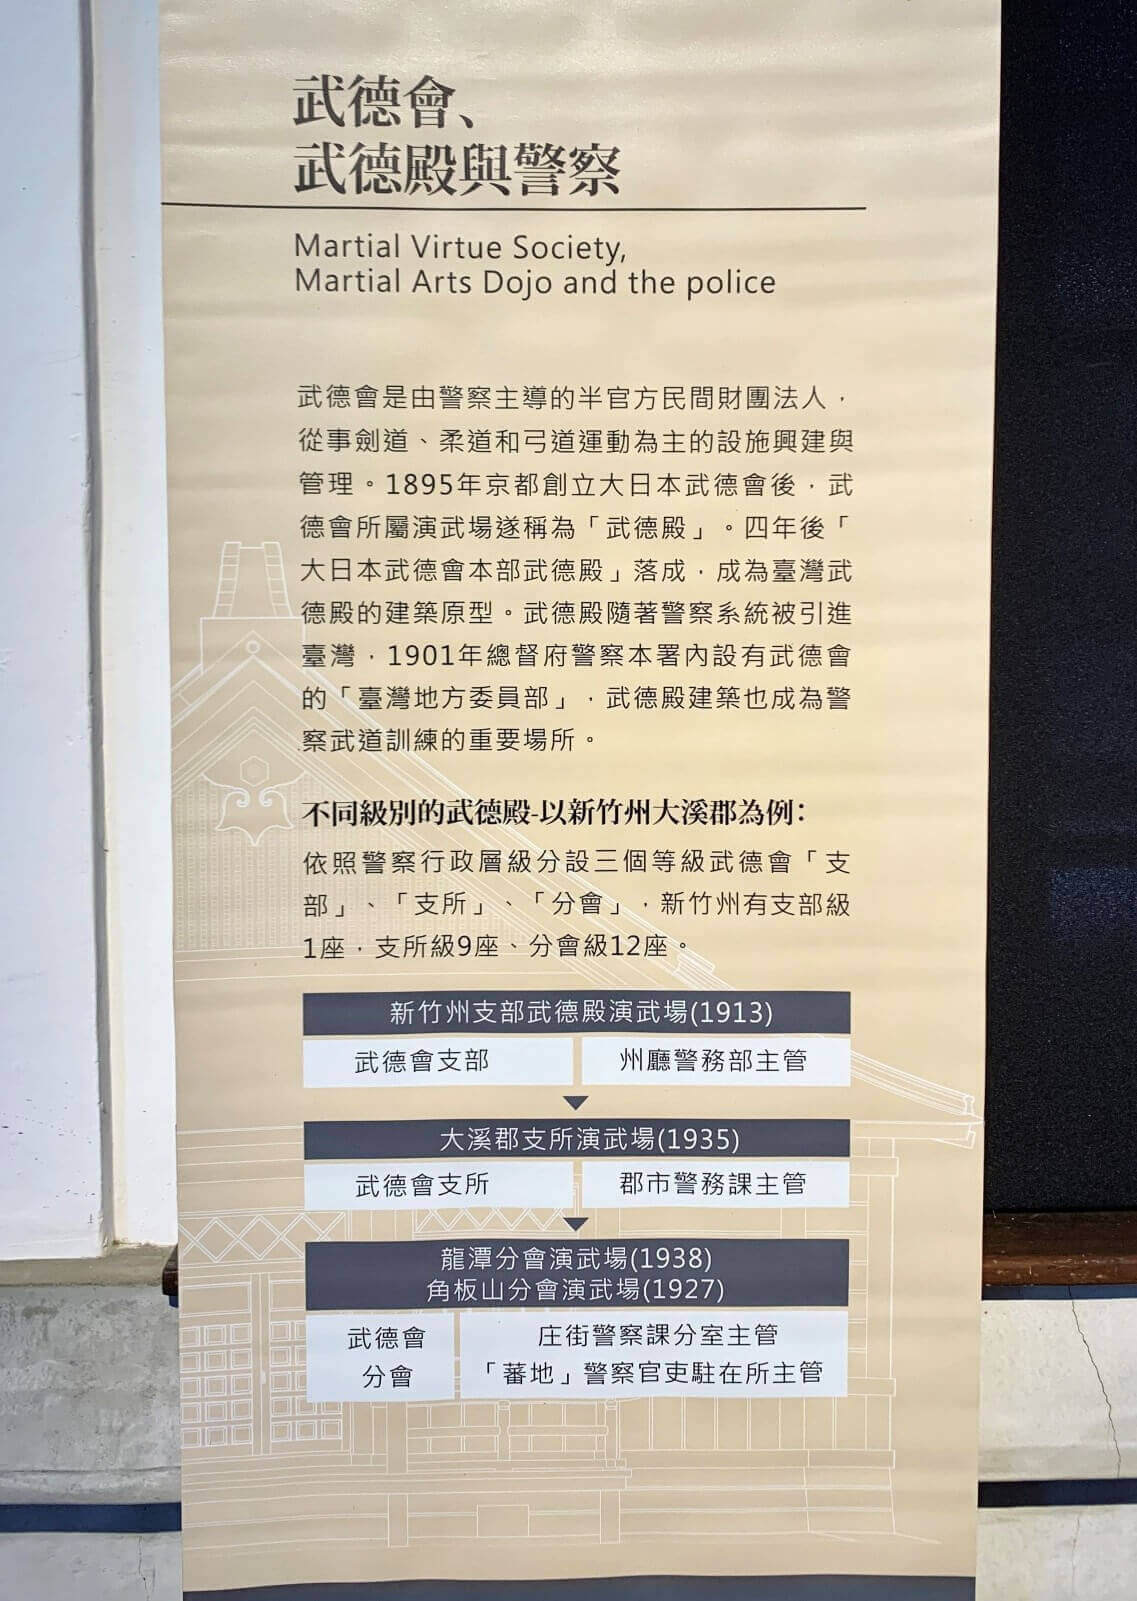 武德會、
武德殿與警察
Martial Virtue Society,
Martial Arts Dojo and the police
武德會是由警察主導的半官方民間財團法人，
從事劍道、柔道和弓道運動為主的設施興建與
管理。1895年京都創立大日本武德會後，武
德會所屬演武場遂稱為「武德殿」。四年後「
大日本武德會本部武德殿」落成，成為臺灣武
德殿的建築原型。武德殿隨著警察系統被引進
臺灣，1901年總督府警察本署內設有武德會
的「臺灣地方委員部」，武德殿建築也成為警
察武道訓練的重要場所。
不同級別的武德殿-以新竹州大溪郡為例：
依照警察行政層級分設三個等級武德會「支
部」、「支所」、「分會」，新竹州有支部級
1座，支所級9座、分會級12座。
新竹州支部武德殿演武場(1913)
武德會支部 州廳警務部主管
大溪郡支所演武場(1935)
武德會支所 郡市警務課主管
龍潭分會演武場(1938)
角板山分會演武場(1927)
武德會 庄街警察課分室主管
分會 「蕃地」警察官吏駐在所主管